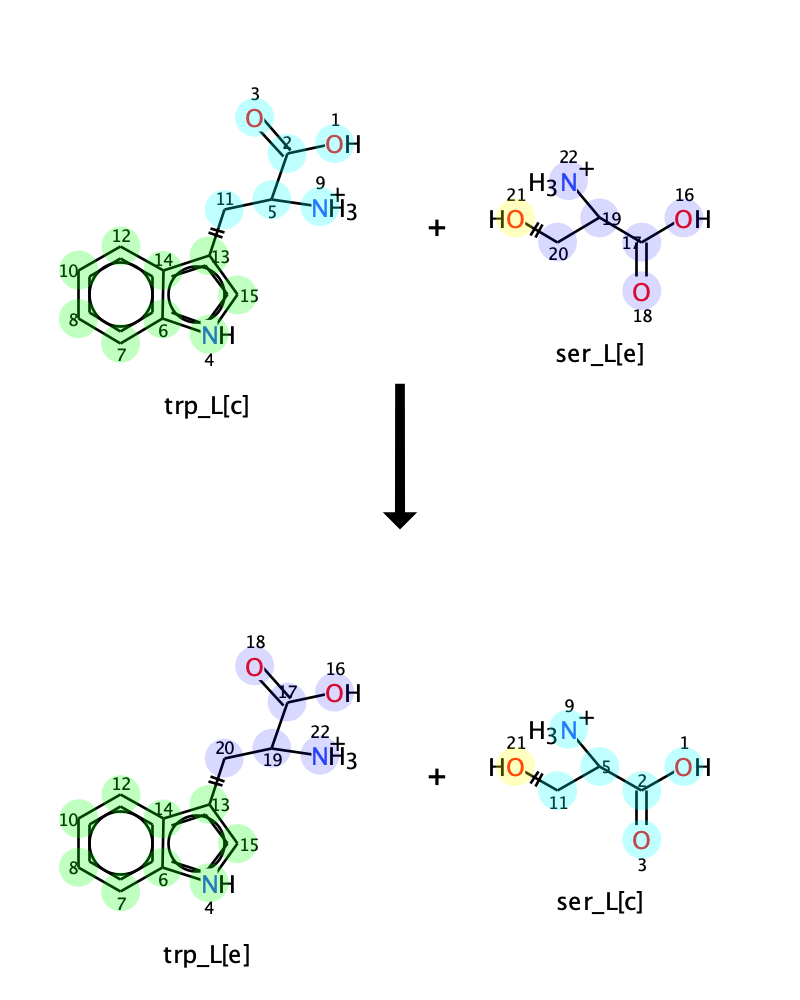 3
1
O
2
OH
9
+
11
5
NH3
12
10
14
13
8
6
15
7
NH
4
trp_L[c]
+
22
+
H3N
21
16
HO
19
OH
17
20
O
18
ser_L[e]
18
16
O
17
OH
22
+
20
19
NH3
12
10
14
13
8
6
15
7
NH
4
trp_L[e]
+
9
+
H3N
21
1
HO
5
OH
2
11
O
3
ser_L[c]